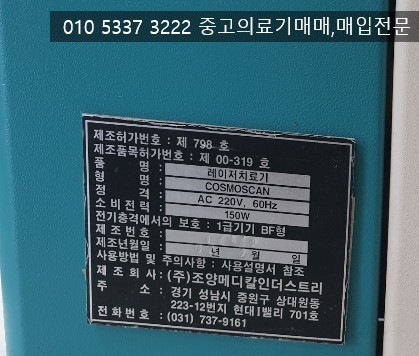 010 5337 3222 중고의료기매매,매입전문
제조허가번호 : 제 798 호
제조품목허가번호 : 제 00-319 호
품 명 : 레이저치료기
형 명 : COSMOSCAN
정 격 : AC 220V, 60Hz
소 비 전 력 : 150W
전기충격에서의 보호 : 1급기기 BF형
제 조 번 호 :
제조년월일 : 년 월 일
사용방법 및 주의사항 : 사용설명서 참조
제 조 회 사 : (주)조양메디칼인더스트리
주 소 : 경기 성남시 중원구 상대원동
223-12번지 현대I밸리 701호
전 화 번 호 : (031) 737-9161